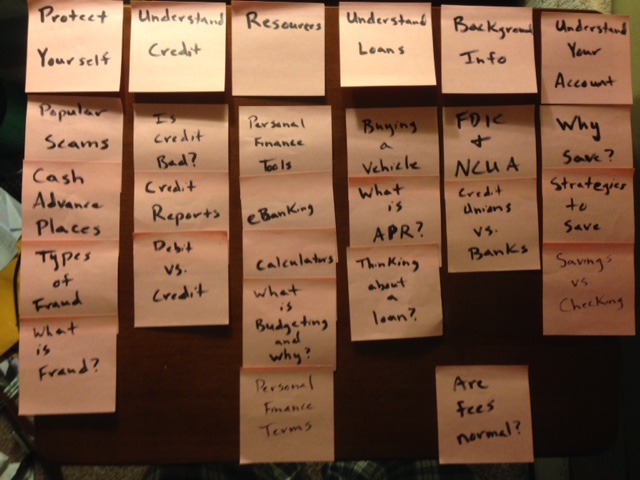 Protect
Yourself
Understand
Credit
Resources
Understand
Loans
Background
Info
Understand
Your
Account
Popular
Scams
Cash
Advance
Places
Types
of
Fraud
What
is
Fraud?
Is
Credit
Bad?
Credit
Reports
Debit
vs.
Credit
Personal
Finance
Tools
eBanking
Calculators
What is
Budgeting
and
Why?
Personal
Finance
Terms
Buying
a
Vehicle
What
is
APR?
Thinking
about
a
loan?
FDIC
&
NCUA
Credit
Unions
vs.
Banks
Are
fees
normal?
Why
Save?
Strategies
to
Save
Savings
vs
Checking